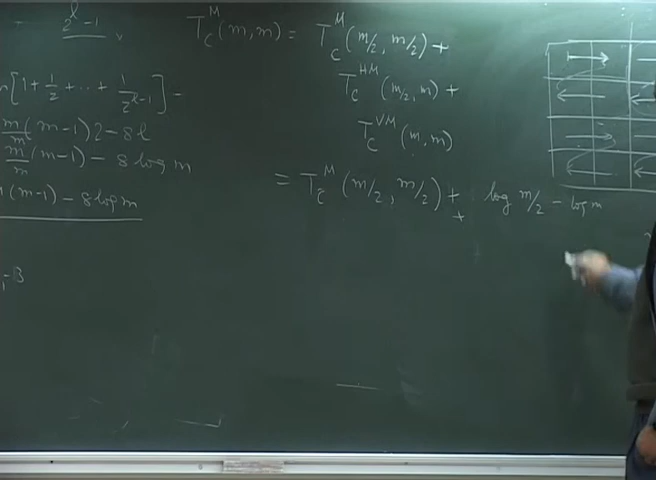 2^l - 1
n[1 + 1/2 + ... + 1/2^{l-1}] -
m/m (m-1) 2 - 8l
m/m (m-1) - 8 log m
(m-1) - 8 log m
-13
T_C^M (m, m) = T_C^M (m/2, m/2) +
T_C^{HM} (m/2, m) +
T_C^{VM} (m, m)
= T_C^M (m/2, m/2) + log m/2 - log m
+